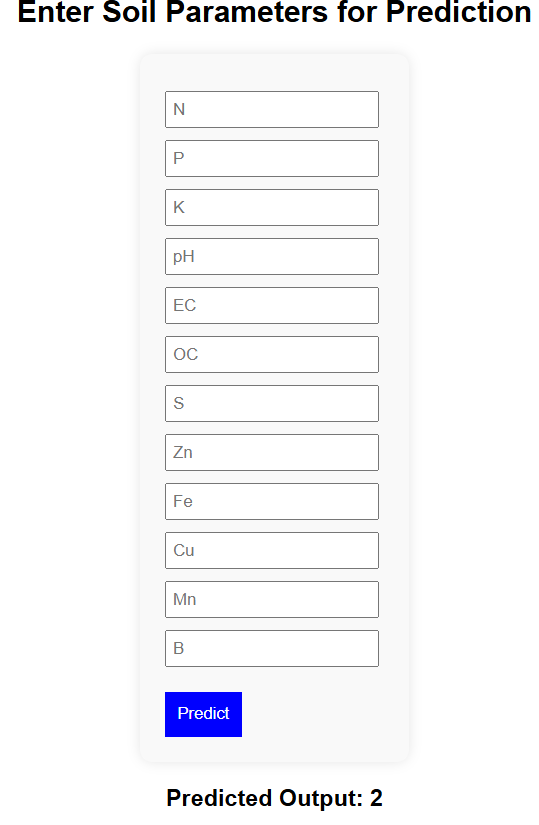 Enter Soil Parameters for Prediction
N
P
K
pH
EC
OC
S
Zn
Fe
Cu
Mn
B
Predict
Predicted Output: 2